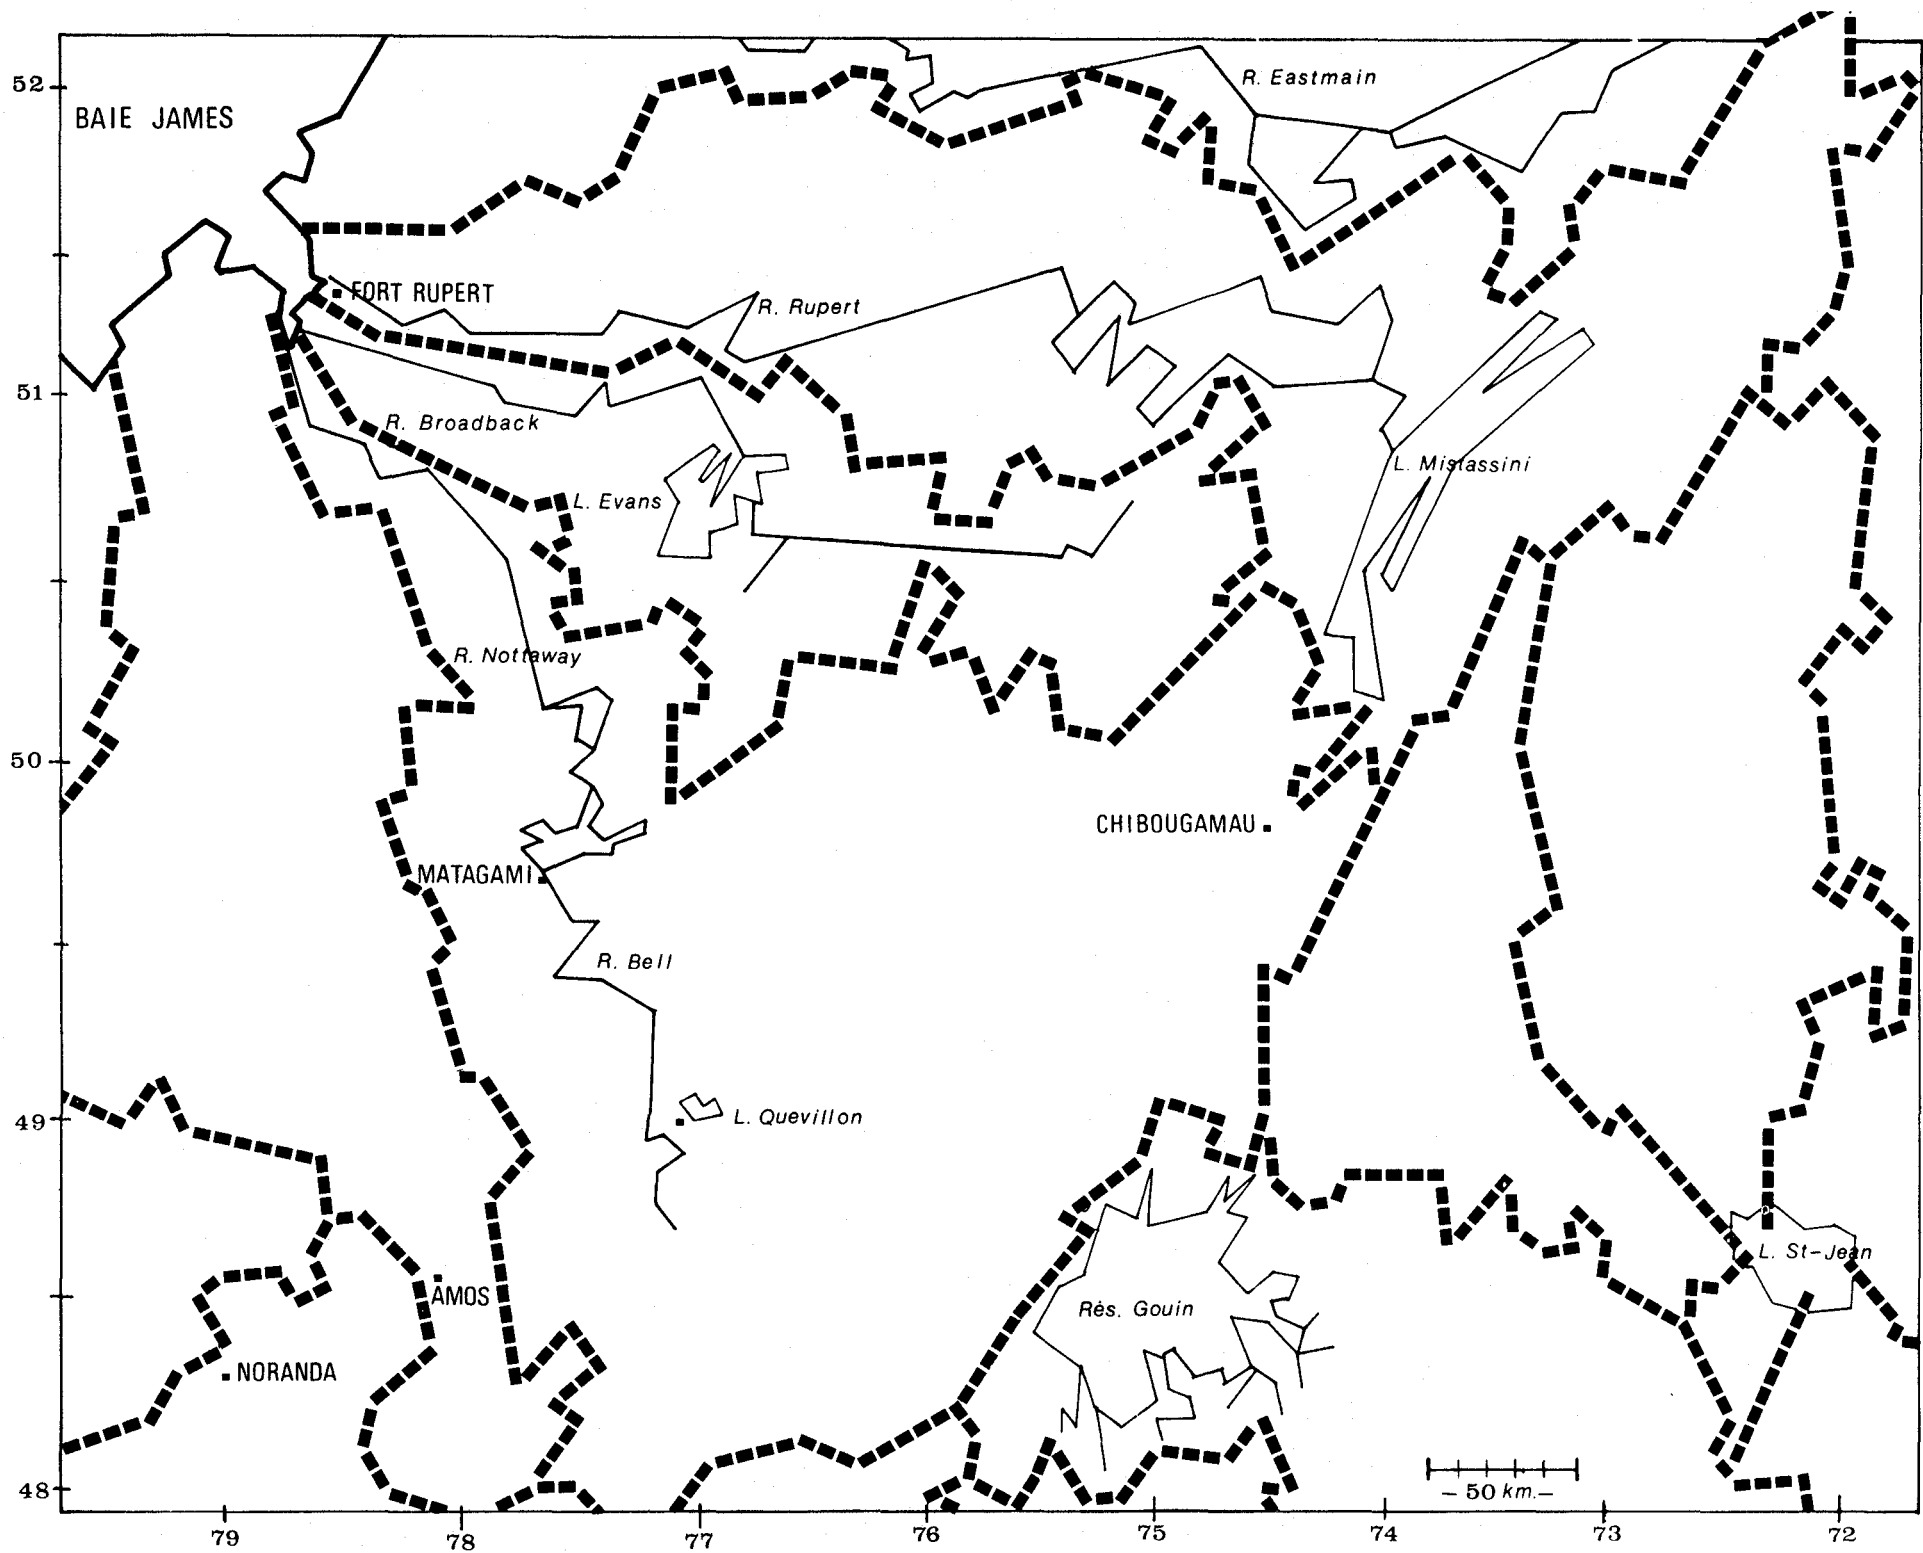 52
R. Eastmain
BAIE JAMES
FORT RUPERT
R. Rupert
51
R. Broadback
L. Mistassini
L. Evans
R. Nottaway
50
CHIBOUGAMAU
MATAGAMI
R. Bell
49
L. Quevillon
L. St-Jean
AMOS
Rés. Gouin
NORANDA
48
– 50 km. –
79
78
77
76
75
74
73
72